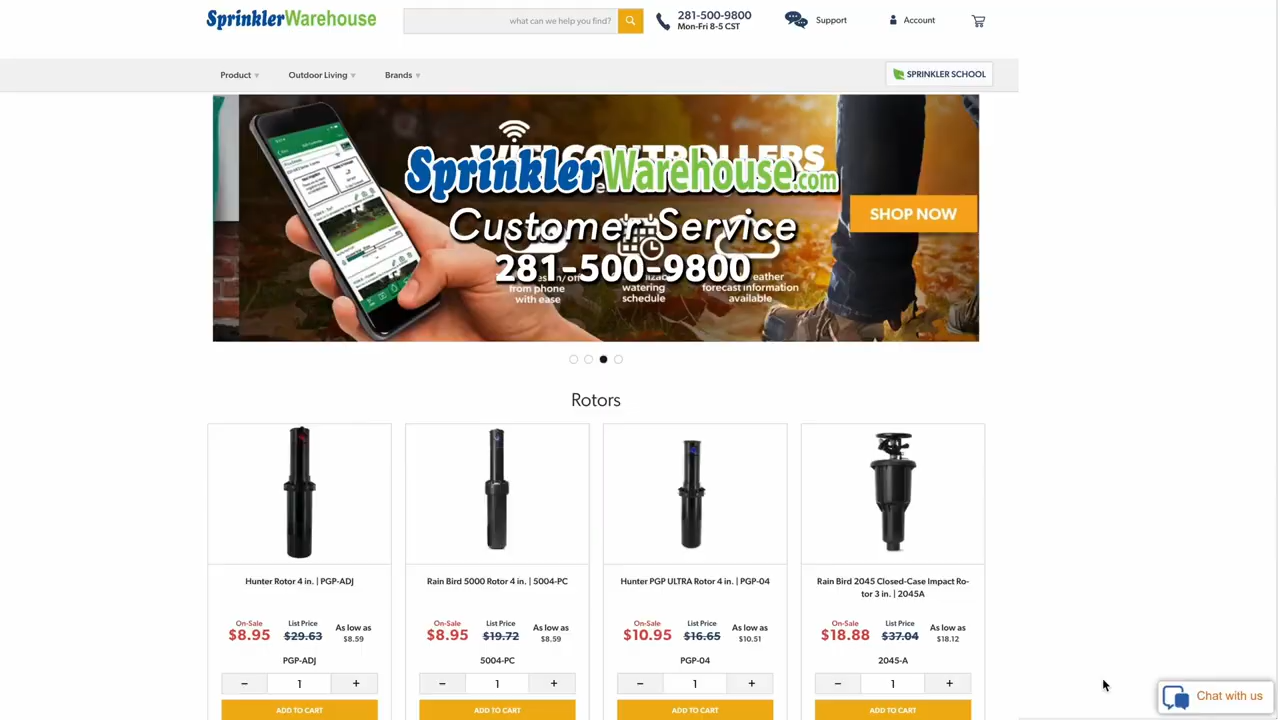 SprinklerWarehouse
what can we help you find?
281-500-9800
Mon-Fri 8-5 CST
Support
Account
Product
Outdoor Living
Brands
SPRINKLER SCHOOL
SprinklerWarehouse.com
Customer Service
281-500-9800
SHOP NOW
from phone
with ease
watering
schedule
forecast information
available
Rotors
Hunter Rotor 4 in. | PGP-ADJ
On-Sale
$8.95
List Price
$29.63
As low as
$8.59
PGP-ADJ
− 1 +
ADD TO CART
Rain Bird 5000 Rotor 4 in. | 5004-PC
On-Sale
$8.95
List Price
$19.72
As low as
$8.59
5004-PC
− 1 +
ADD TO CART
Hunter PGP ULTRA Rotor 4 in. | PGP-04
On-Sale
$10.95
List Price
$16.65
As low as
$10.51
PGP-04
− 1 +
ADD TO CART
Rain Bird 2045 Closed-Case Impact Ro-
tor 3 in. | 2045A
On-Sale
$18.88
List Price
$37.04
As low as
$18.12
2045-A
− 1 +
ADD TO CART
Chat with us